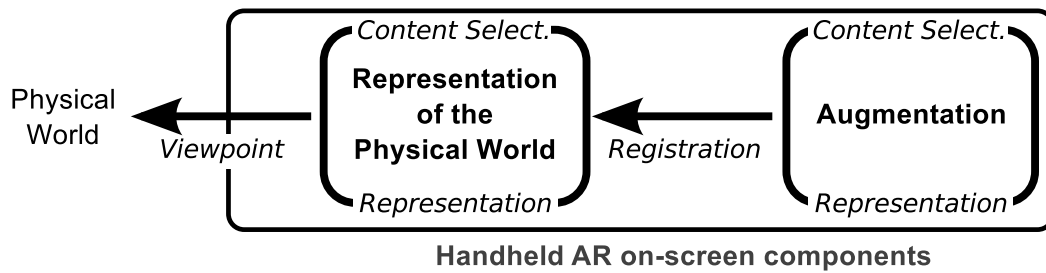 Physical
World
Viewpoint
Content Select.
Representation
of the
Physical World
Representation
Registration
Content Select.
Augmentation
Representation
Handheld AR on-screen components